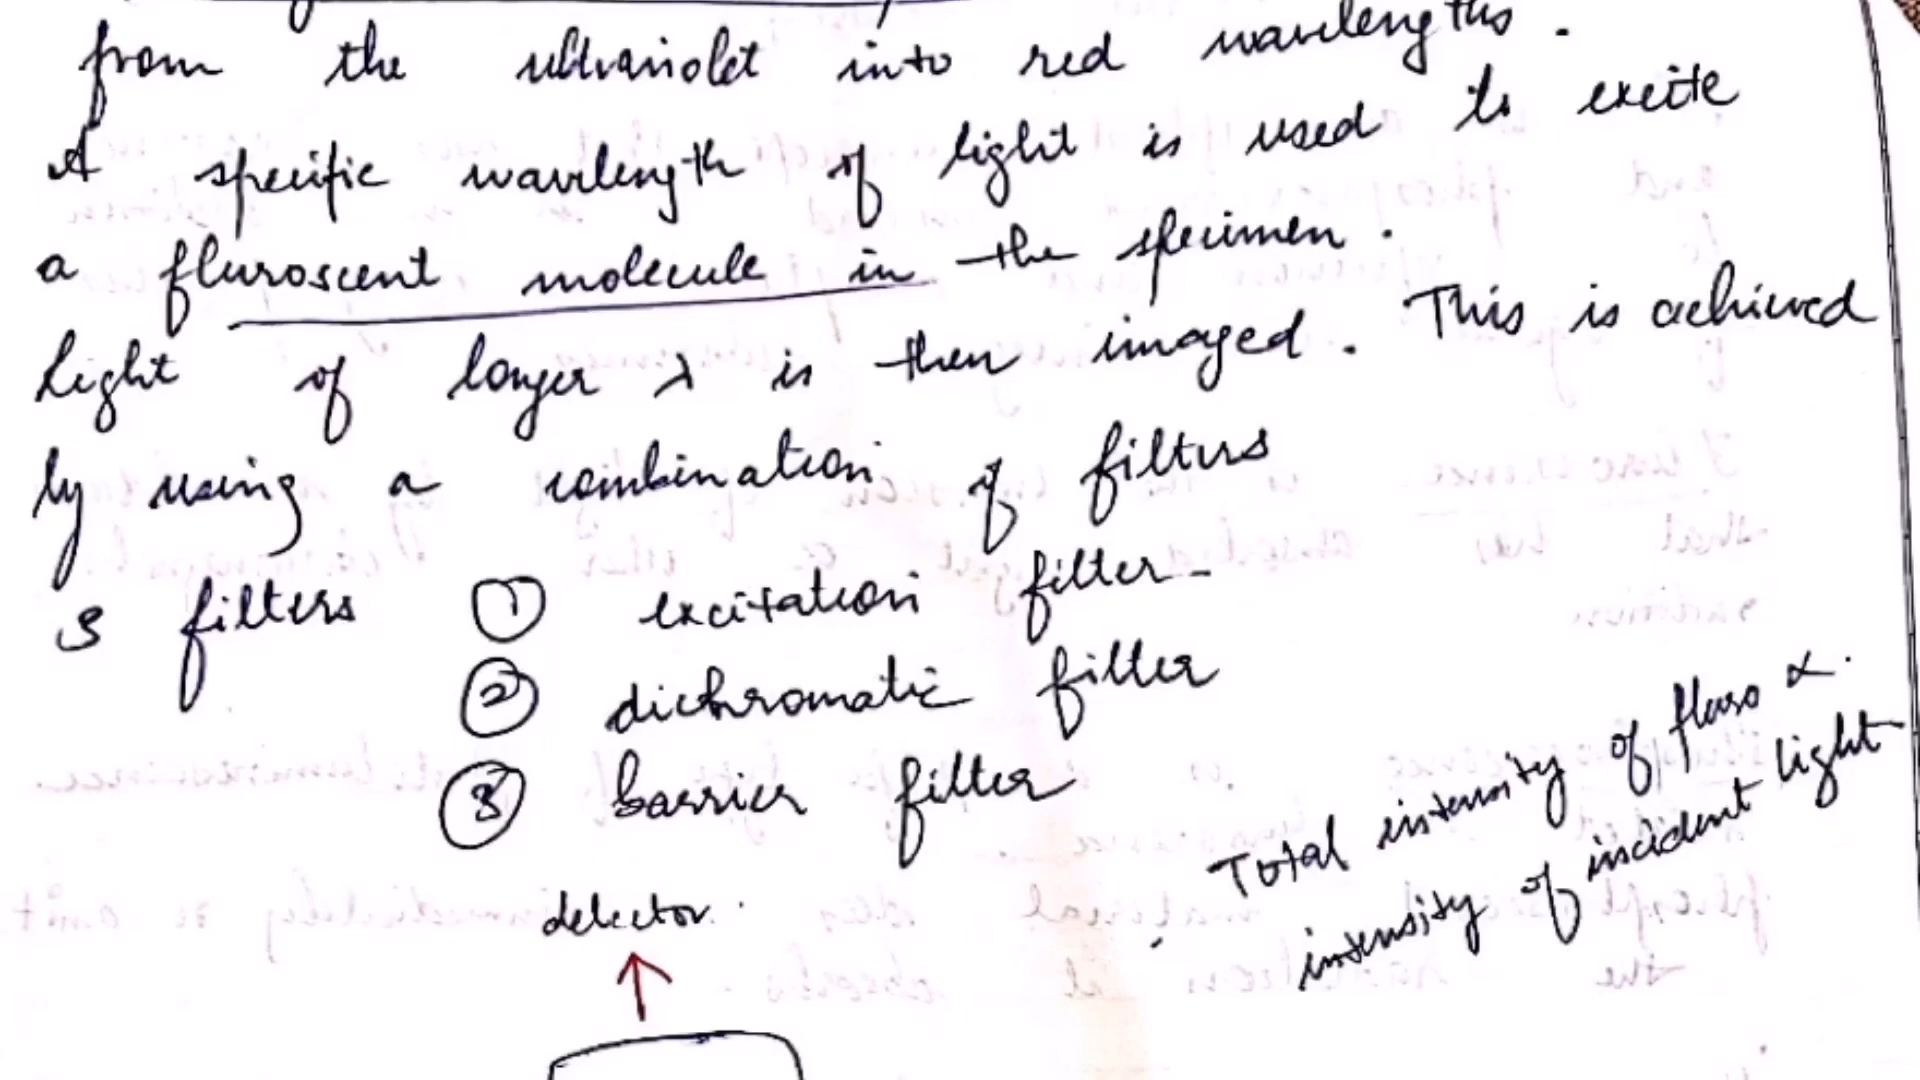 from the ultraviolet into red wavelengths.
A specific wavelength of light is used to excite
a fluroscent molecule in the specimen.
Light of longer λ is then imaged. This is achieved
by using a combination of filters
3 filters ① excitation filter
② dichromatic filter
③ barrier filter
Total intensity of fluro ∝
intensity of incident light
detector